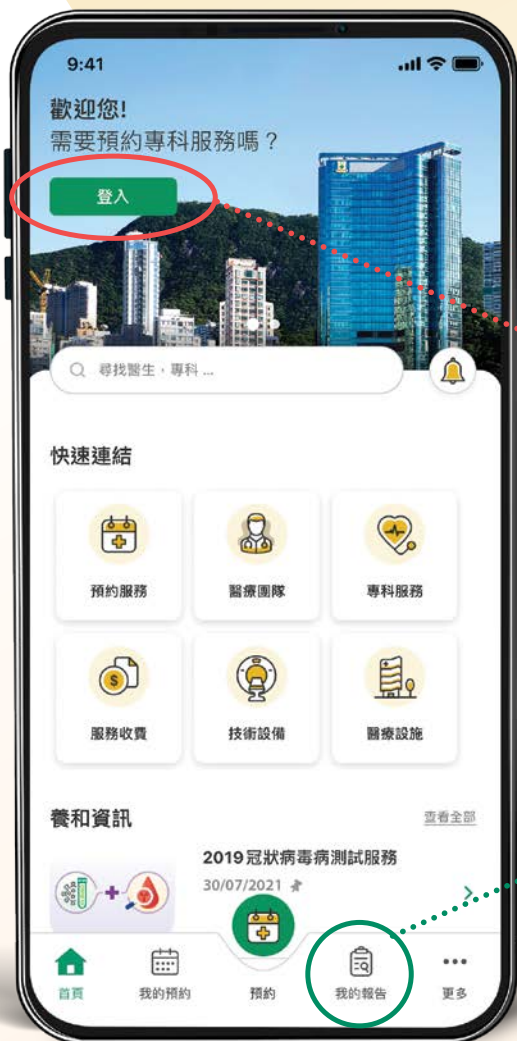 9:41
歡迎您!
需要預約專科服務嗎？
登入
尋找醫生，專科 ...
快速連結
預約服務
醫療團隊
專科服務
服務收費
技術設備
醫療設施
養和資訊
查看全部
2019冠狀病毒病測試服務
30/07/2021
首頁
我的預約
預約
我的報告
更多